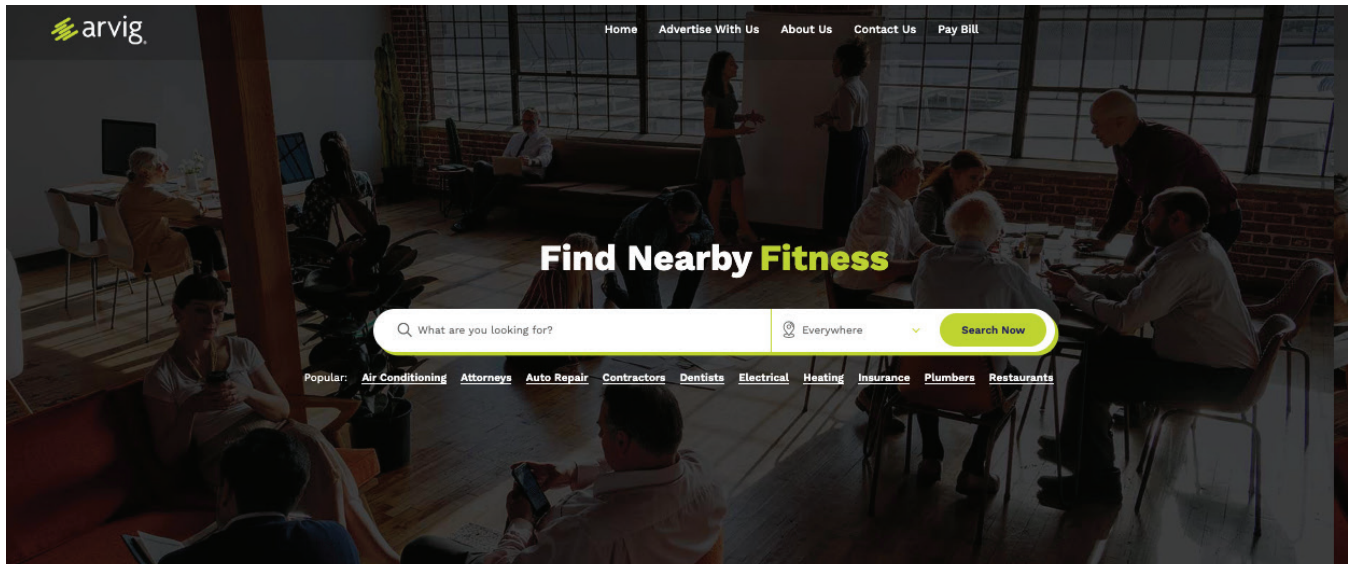 arvig
Home Advertise With Us About Us Contact Us Pay Bill
Find Nearby Fitness
What are you looking for? Everywhere Search Now
Popular: Air Conditioning Attorneys Auto Repair Contractors Dentists Electrical Heating Insurance Plumbers Restaurants